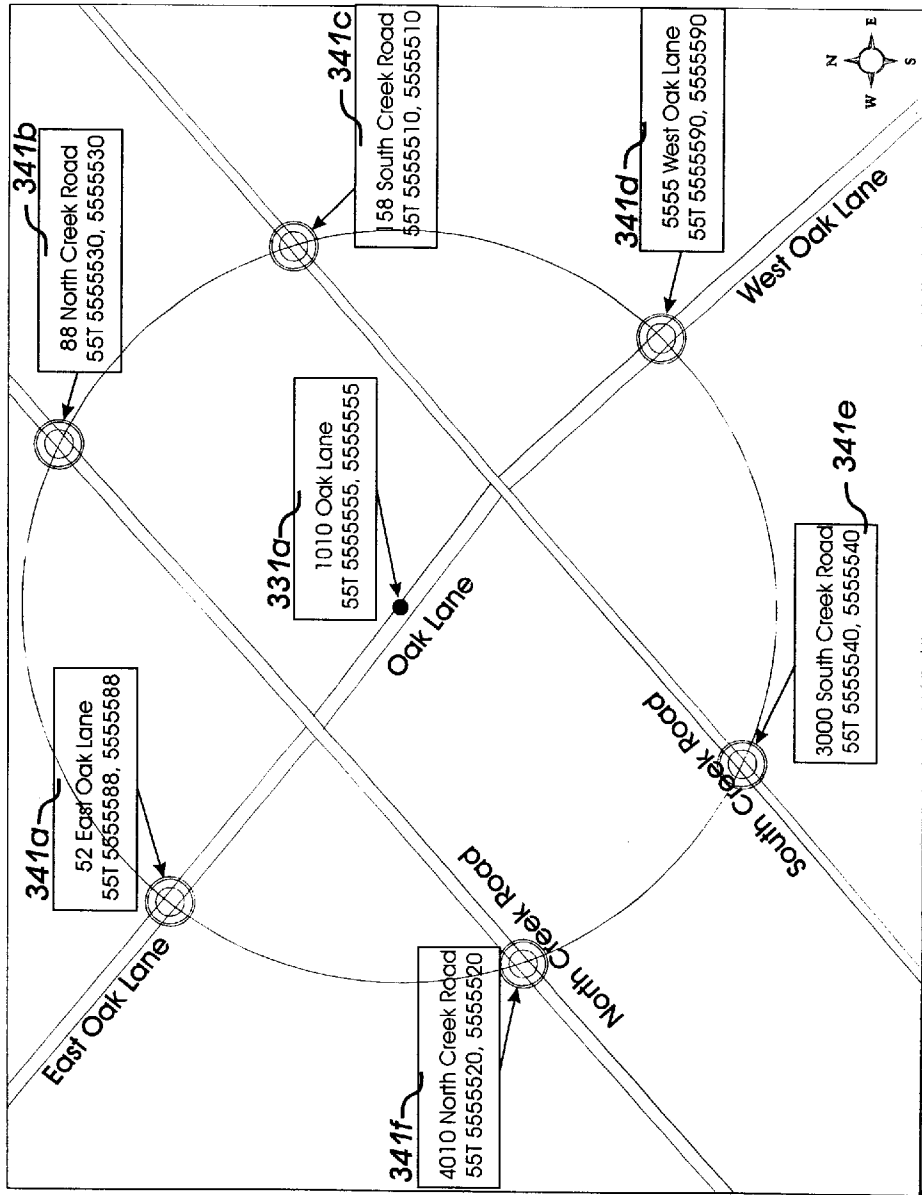 341b
88 North Creek Road
55T 5555530, 5555530
341c
158 South Creek Road
55T 5555510, 5555510
N
W
E
S
341a
52 East Oak Lane
55T 5555588, 5555588
331a
1010 Oak Lane
55T 5555555, 5555555
341d
5555 West Oak Lane
55T 5555590, 5555590
East Oak Lane
Oak Lane
West Oak Lane
341f
4010 North Creek Road
55T 5555520, 5555520
North Creek Road
South Creek Road
341e
3000 South Creek Road
55T 5555540, 5555540